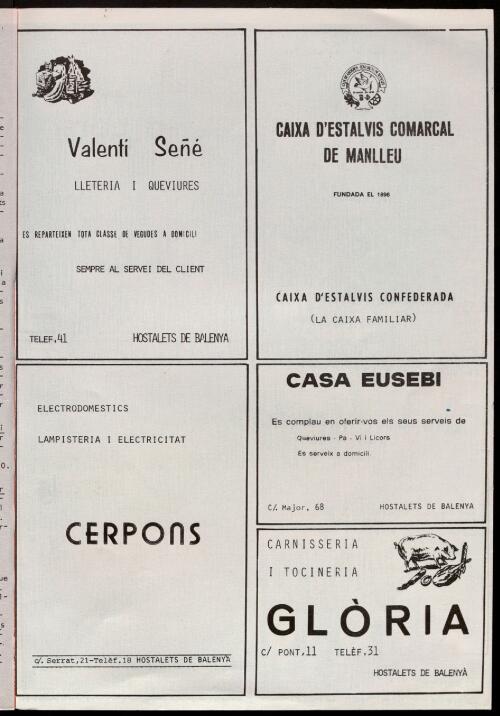 Valentí Señé
LLETERIA I QUEVIURES
ES REPARTEIXEN TOTA CLASSE DE VEGUDES A DOMICILI
SEMPRE AL SERVEI DEL CLIENT
TELEF.41 HOSTALETS DE BALENYA
CAIXA D'ESTALVIS COMARCAL
DE MANLLEU
FUNDADA EL 1896
CAIXA D'ESTALVIS CONFEDERADA
(LA CAIXA FAMILIAR)
ELECTRODOMESTICS
LAMPISTERIA I ELECTRICITAT
CERPONS
c/. Serrat,21-Telèf.18 HOSTALETS DE BALENYÀ
CASA EUSEBI
Es complau en oferir-vos els seus serveis de
Queviures - Pa - Vi i Licors
Es serveix a domicili.
C/. Major, 68 HOSTALETS DE BALENYA
CARNISSERIA
I TOCINERIA
GLÒRIA
C/ PONT,11 TELÈF.31
HOSTALETS DE BALENYÀ